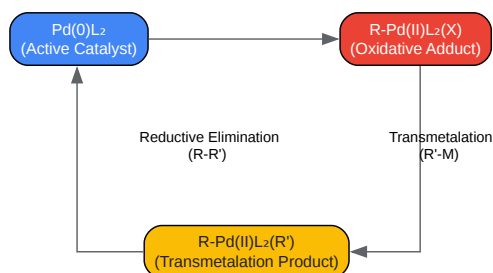 Pd(0)L₂
(Active Catalyst)
R-Pd(II)L₂(X)
(Oxidative Adduct)
Reductive Elimination
(R-R')
Transmetalation
(R'-M)
R-Pd(II)L₂(R')
(Transmetalation Product)